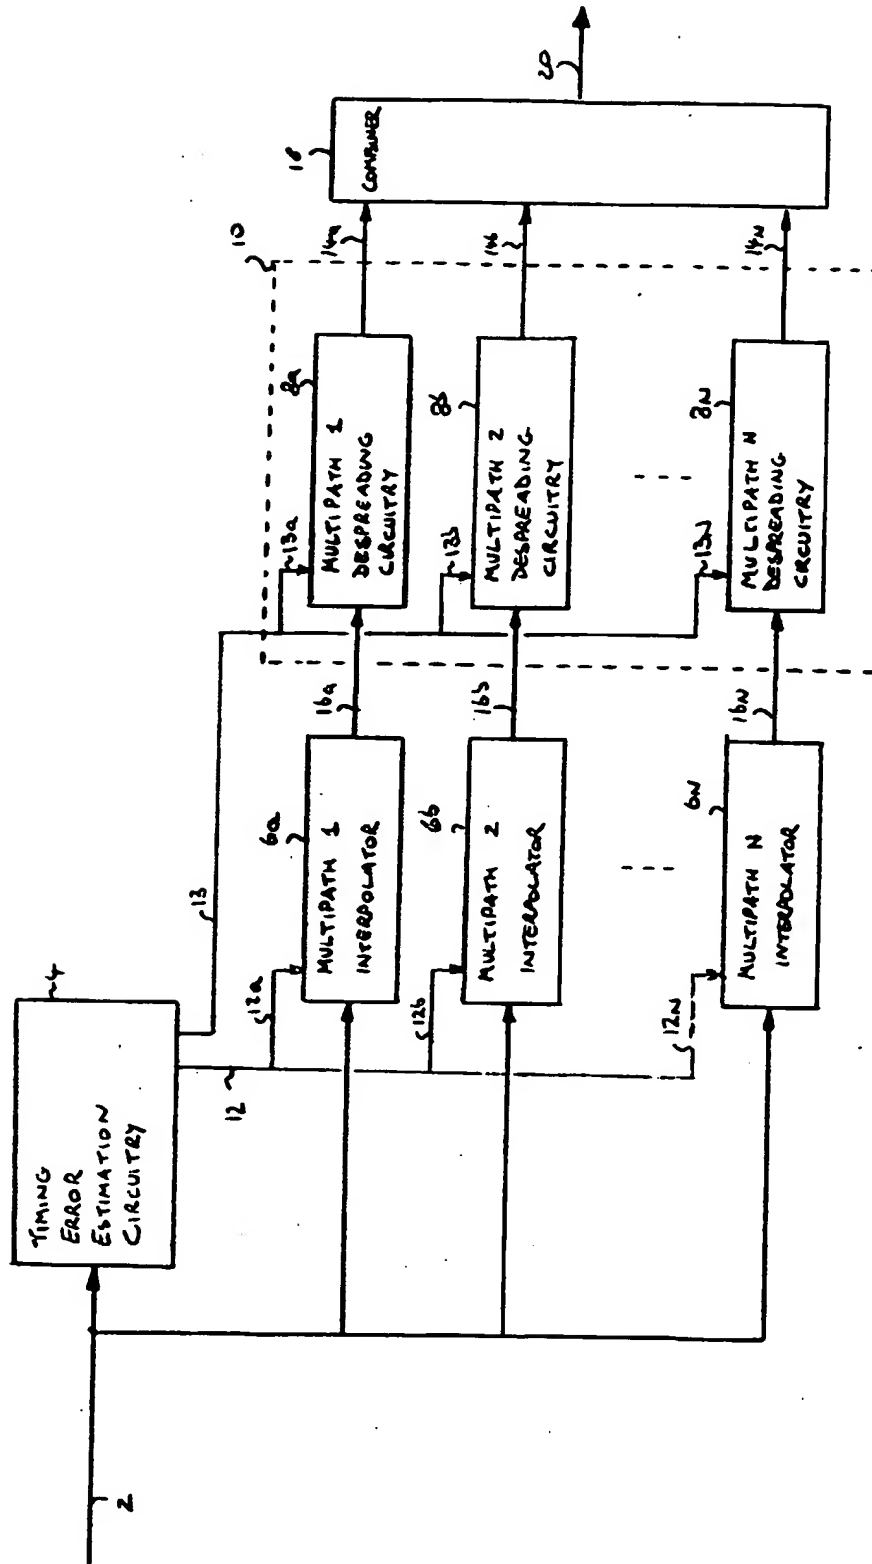 2
TIMING
ERROR
ESTIMATION
CIRCUITRY
4
12
13
12a
12b
12N
MULTIPATH 1
INTERPOLATOR
6a
MULTIPATH 2
INTERPOLATOR
6b
MULTIPATH N
INTERPOLATOR
6N
16a
16b
16N
10
13a
13b
13N
MULTIPATH 1
DESPREADING
CIRCUITRY
8a
MULTIPATH 2
DESPREADING
CIRCUITRY
8b
MULTIPATH N
DESPREADING
CIRCUITRY
8N
14a
14b
14N
COMBINER
18
20